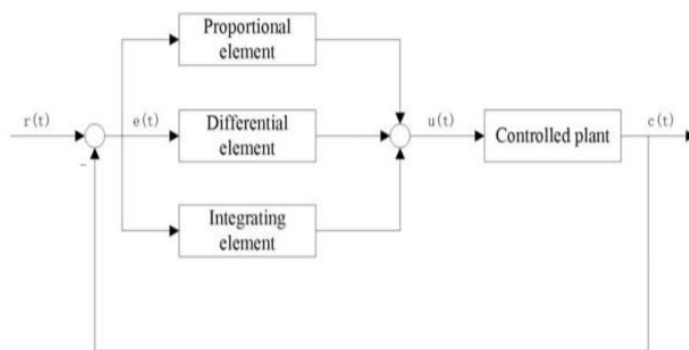 Proportional
element
r(t)
e(t)
Differential
element
u(t)
Controlled plant
c(t)
-
Integrating
element